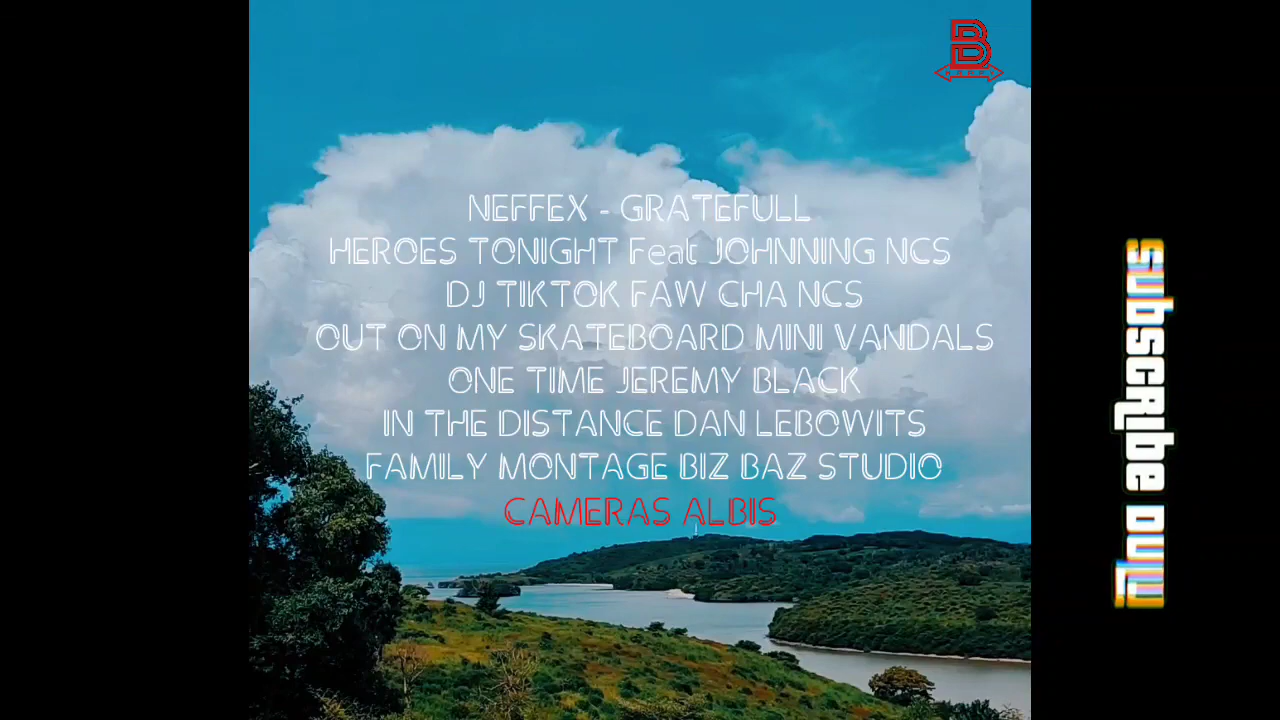 B
NEFFEX - GRATEFULL
HEROES TONIGHT Feat JOHNNING NCS
DJ TIKTOK FAW CHA NCS
OUT ON MY SKATEBOARD MINI VANDALS
ONE TIME JEREMY BLACK
IN THE DISTANCE DAN LEBOWITS
FAMILY MONTAGE BIZ BAZ STUDIO
CAMERAS ALBIS
subscribe DULU